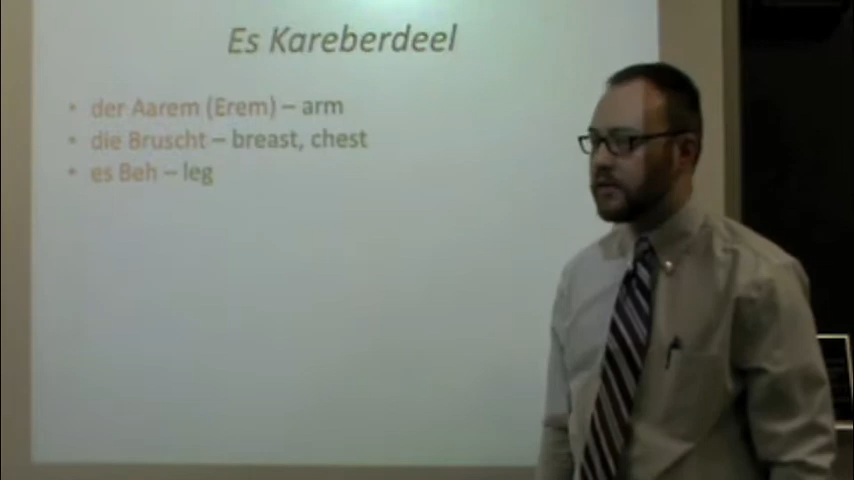 Es Kareberdeel
• der Aarem (Erem) – arm
• die Bruscht – breast, chest
• es Beh – leg